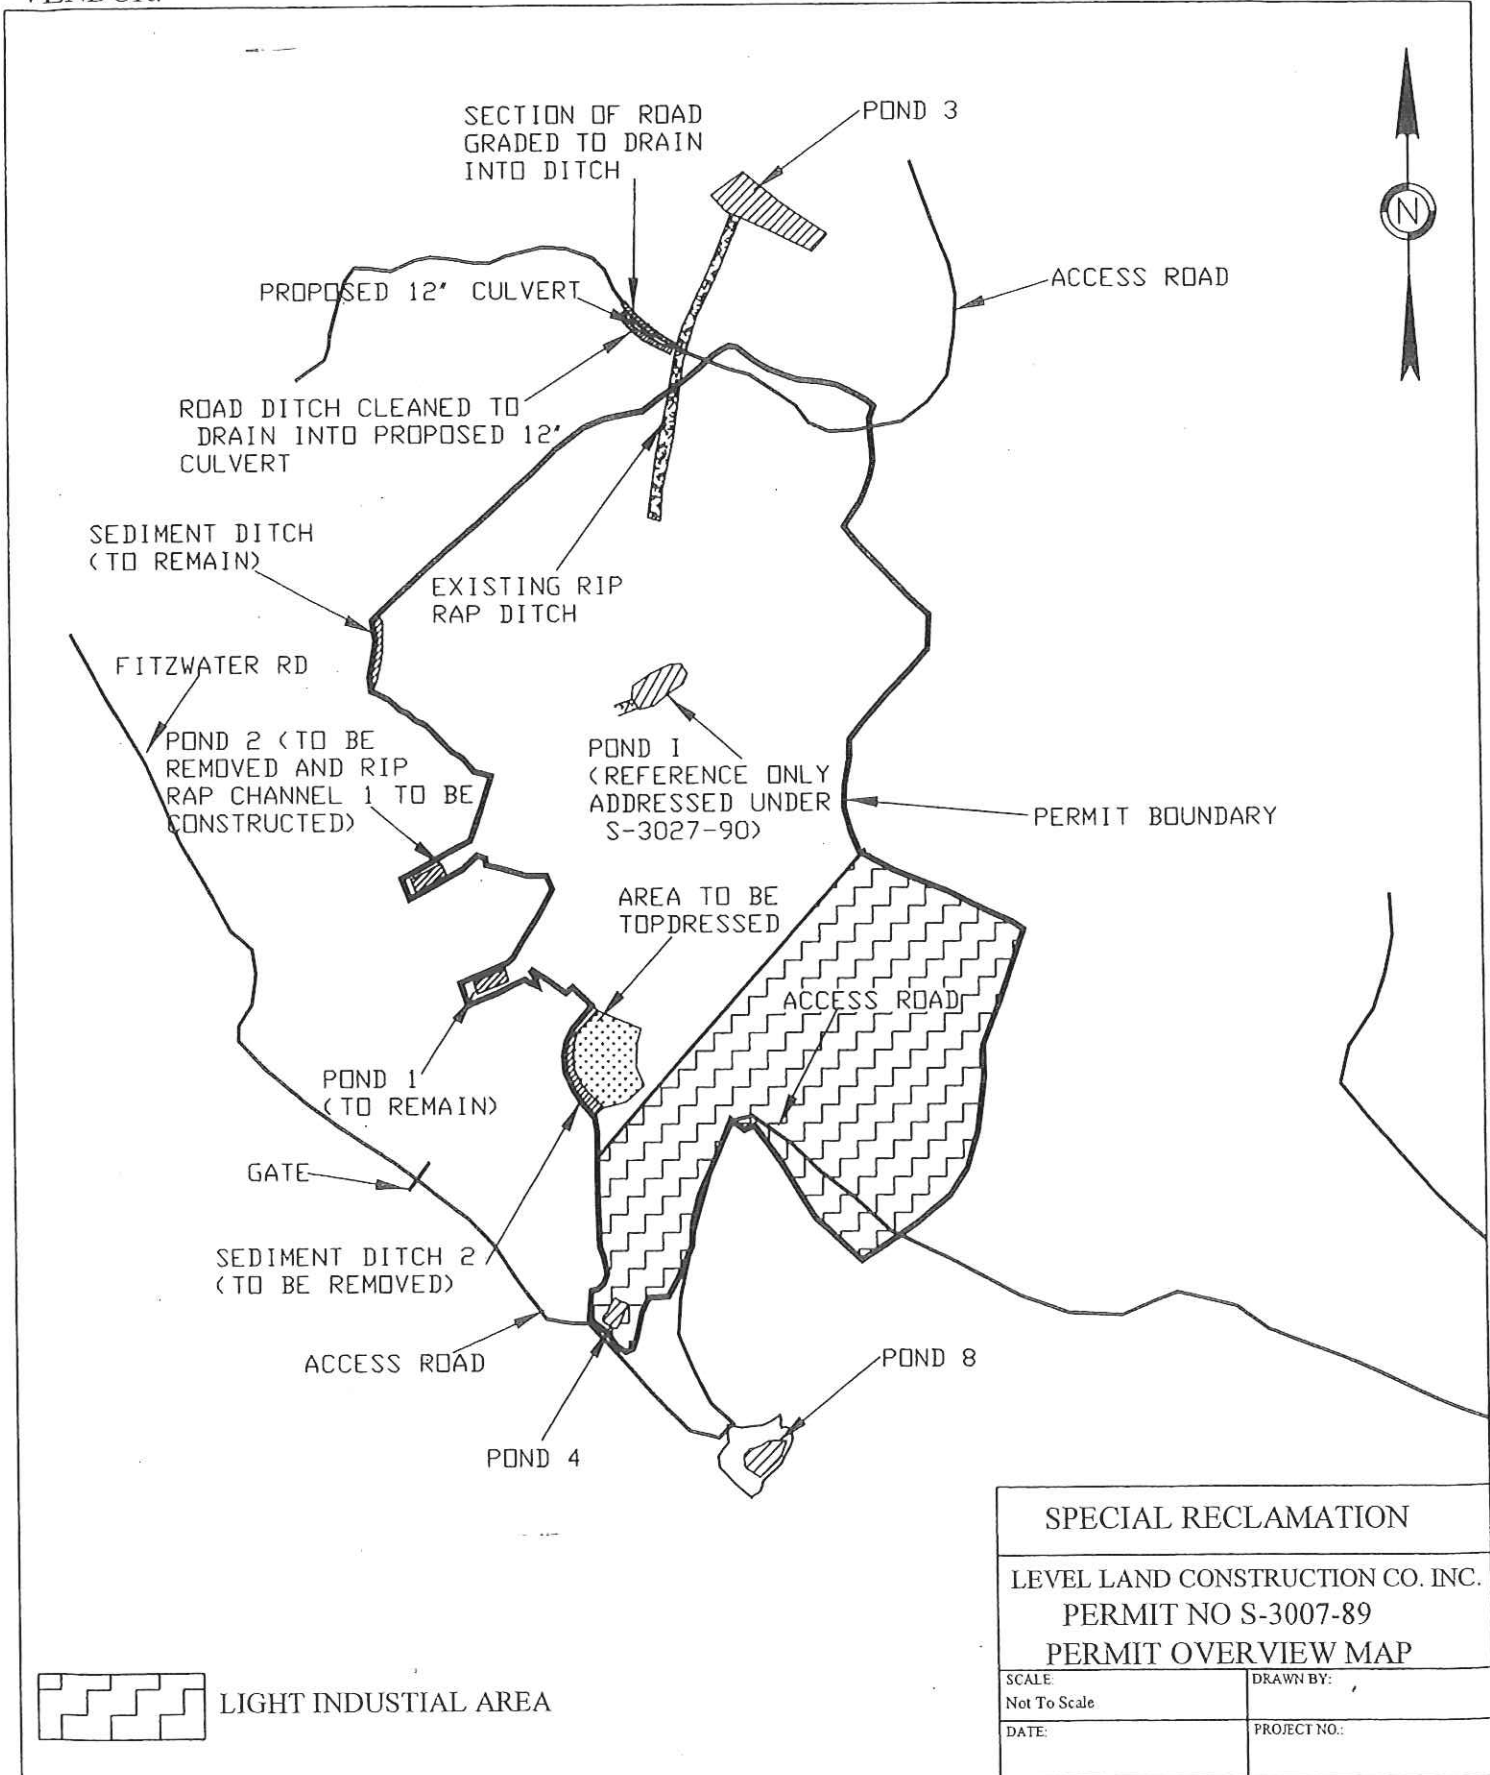 SECTION OF ROAD
GRADED TO DRAIN
INTO DITCH
POND 3
N
ACCESS ROAD
PROPOSED 12" CULVERT
ROAD DITCH CLEANED TO
DRAIN INTO PROPOSED 12"
CULVERT
SEDIMENT DITCH
(TO REMAIN)
EXISTING RIP
RAP DITCH
FITZWATER RD
POND 2 (TO BE
REMOVED AND RIP
RAP CHANNEL 1 TO BE
CONSTRUCTED)
POND I
(REFERENCE ONLY
ADDRESSED UNDER
S-3027-90)
PERMIT BOUNDARY
AREA TO BE
TOPDRESSED
ACCESS ROAD
POND 1
(TO REMAIN)
GATE
SEDIMENT DITCH 2
(TO BE REMOVED)
ACCESS ROAD
POND 8
POND 4
SPECIAL RECLAMATION
LEVEL LAND CONSTRUCTION CO. INC.
PERMIT NO S-3007-89
PERMIT OVERVIEW MAP
SCALE:
Not To Scale
DRAWN BY:
DATE:
PROJECT NO.:
LIGHT INDUSTIAL AREA